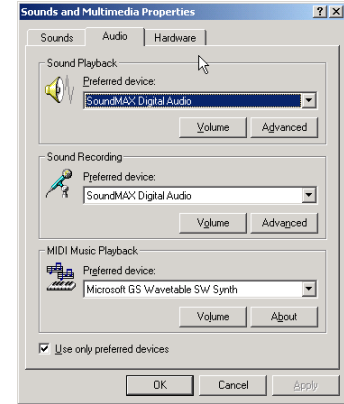 Sounds and Multimedia Properties
Sounds Audio Hardware
Sound Playback
Preferred device:
SoundMAX Digital Audio
Volume Advanced
Sound Recording
Preferred device:
SoundMAX Digital Audio
Volume Advanced
MIDI Music Playback
Preferred device:
Microsoft GS Wavetable SW Synth
Volume About
Use only preferred devices
OK Cancel Apply